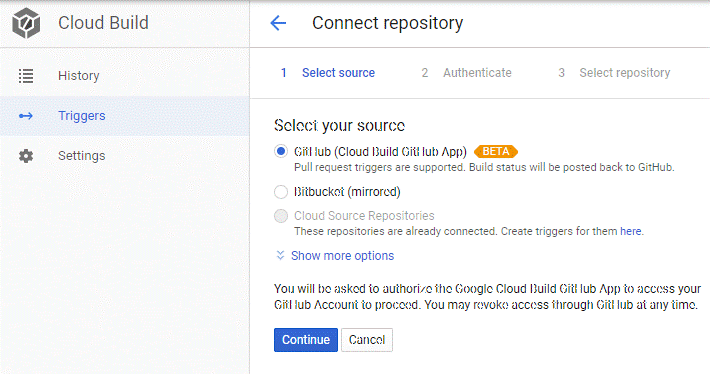 Cloud Build
Connect repository
History
Triggers
Settings
1 Select source 2 Authenticate 3 Select repository
Select your source
GitHub (Cloud Build GitHub App) BETA
Pull request triggers are supported. Build status will be posted back to GitHub.
Bitbucket (mirrored)
Cloud Source Repositories
These repositories are already connected. Create triggers for them here.
Show more options
You will be asked to authorize the Google Cloud Build GitHub App to access your
GitHub Account to proceed. You may revoke access through GitHub at any time.
Continue Cancel